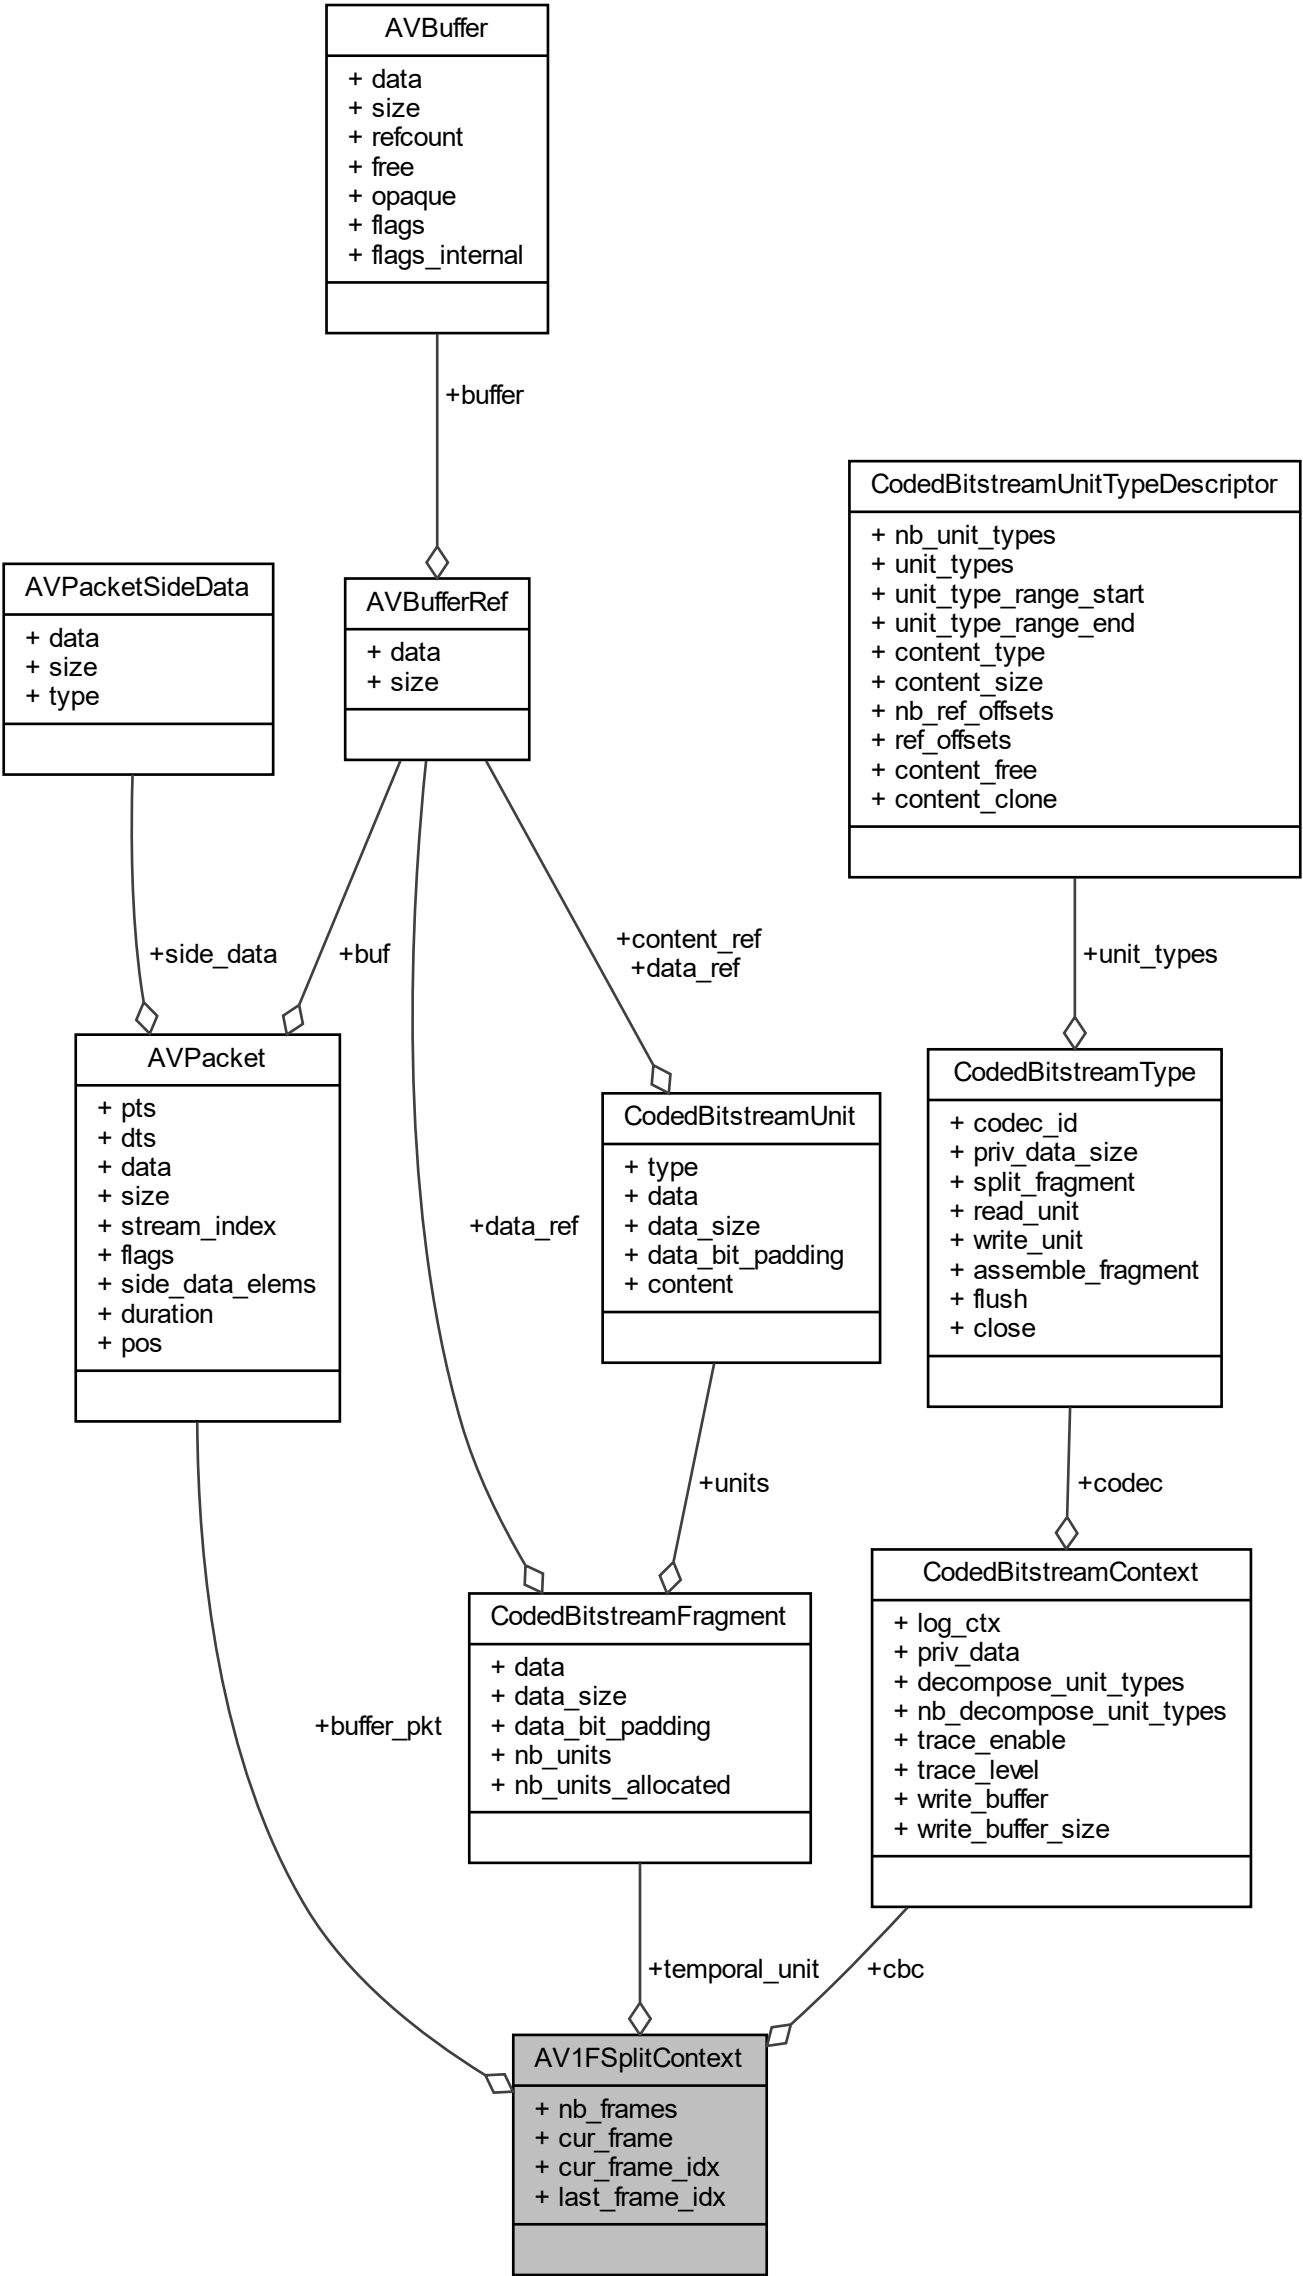 AVBuffer
+ data
+ size
+ refcount
+ free
+ opaque
+ flags
+ flags_internal
+buffer
CodedBitstreamUnitTypeDescriptor
+ nb_unit_types
+ unit_types
+ unit_type_range_start
+ unit_type_range_end
+ content_type
+ content_size
+ nb_ref_offsets
+ ref_offsets
+ content_free
+ content_clone
AVPacketSideData
+ data
+ size
+ type
AVBufferRef
+ data
+ size
+side_data
+buf
+content_ref
+data_ref
+unit_types
AVPacket
+ pts
+ dts
+ data
+ size
+ stream_index
+ flags
+ side_data_elems
+ duration
+ pos
+data_ref
CodedBitstreamUnit
+ type
+ data
+ data_size
+ data_bit_padding
+ content
CodedBitstreamType
+ codec_id
+ priv_data_size
+ split_fragment
+ read_unit
+ write_unit
+ assemble_fragment
+ flush
+ close
+units
+codec
+buffer_pkt
CodedBitstreamFragment
+ data
+ data_size
+ data_bit_padding
+ nb_units
+ nb_units_allocated
CodedBitstreamContext
+ log_ctx
+ priv_data
+ decompose_unit_types
+ nb_decompose_unit_types
+ trace_enable
+ trace_level
+ write_buffer
+ write_buffer_size
+temporal_unit
+cbc
AV1FSplitContext
+ nb_frames
+ cur_frame
+ cur_frame_idx
+ last_frame_idx